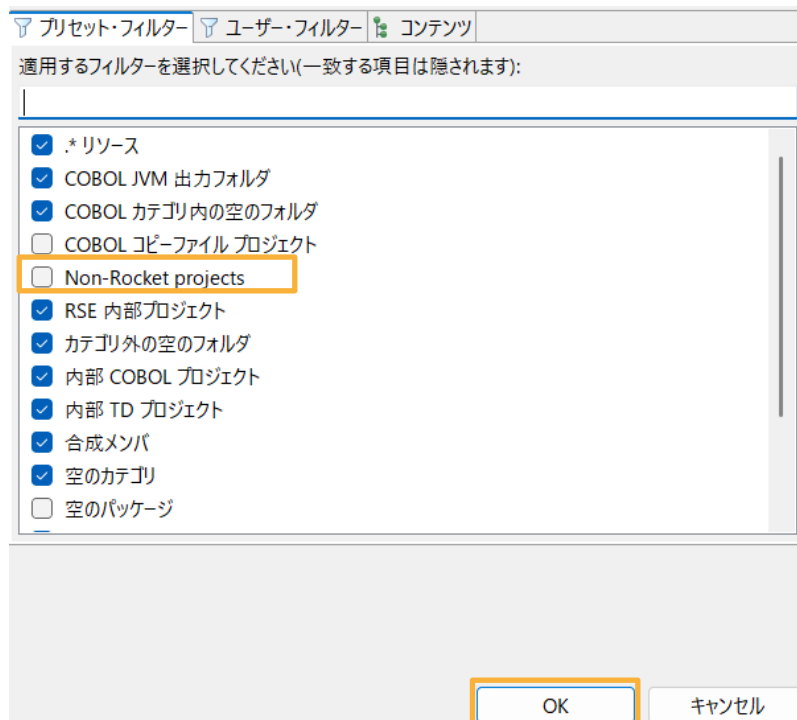 プリセット・フィルター ユーザー・フィルター コンテンツ
適用するフィルターを選択してください(一致する項目は隠されます):
.* リソース
COBOL JVM 出力フォルダ
COBOL カテゴリ内の空のフォルダ
COBOL コピーファイル プロジェクト
Non-Rocket projects
RSE 内部プロジェクト
カテゴリ外の空のフォルダ
内部 COBOL プロジェクト
内部 TD プロジェクト
合成メンバ
空のカテゴリ
空のパッケージ
OK キャンセル